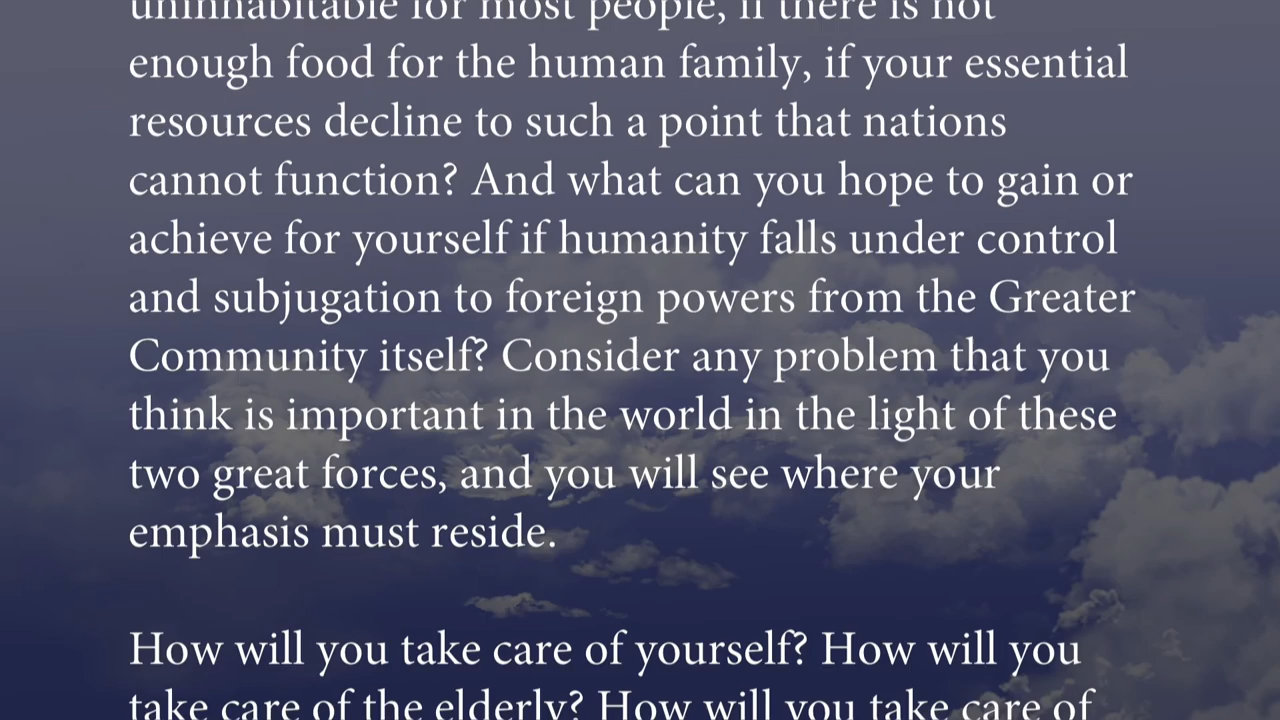 uninhabitable for most people, if there is not
enough food for the human family, if your essential
resources decline to such a point that nations
cannot function? And what can you hope to gain or
achieve for yourself if humanity falls under control
and subjugation to foreign powers from the Greater
Community itself? Consider any problem that you
think is important in the world in the light of these
two great forces, and you will see where your
emphasis must reside.
How will you take care of yourself? How will you
take care of the elderly? How will you take care of